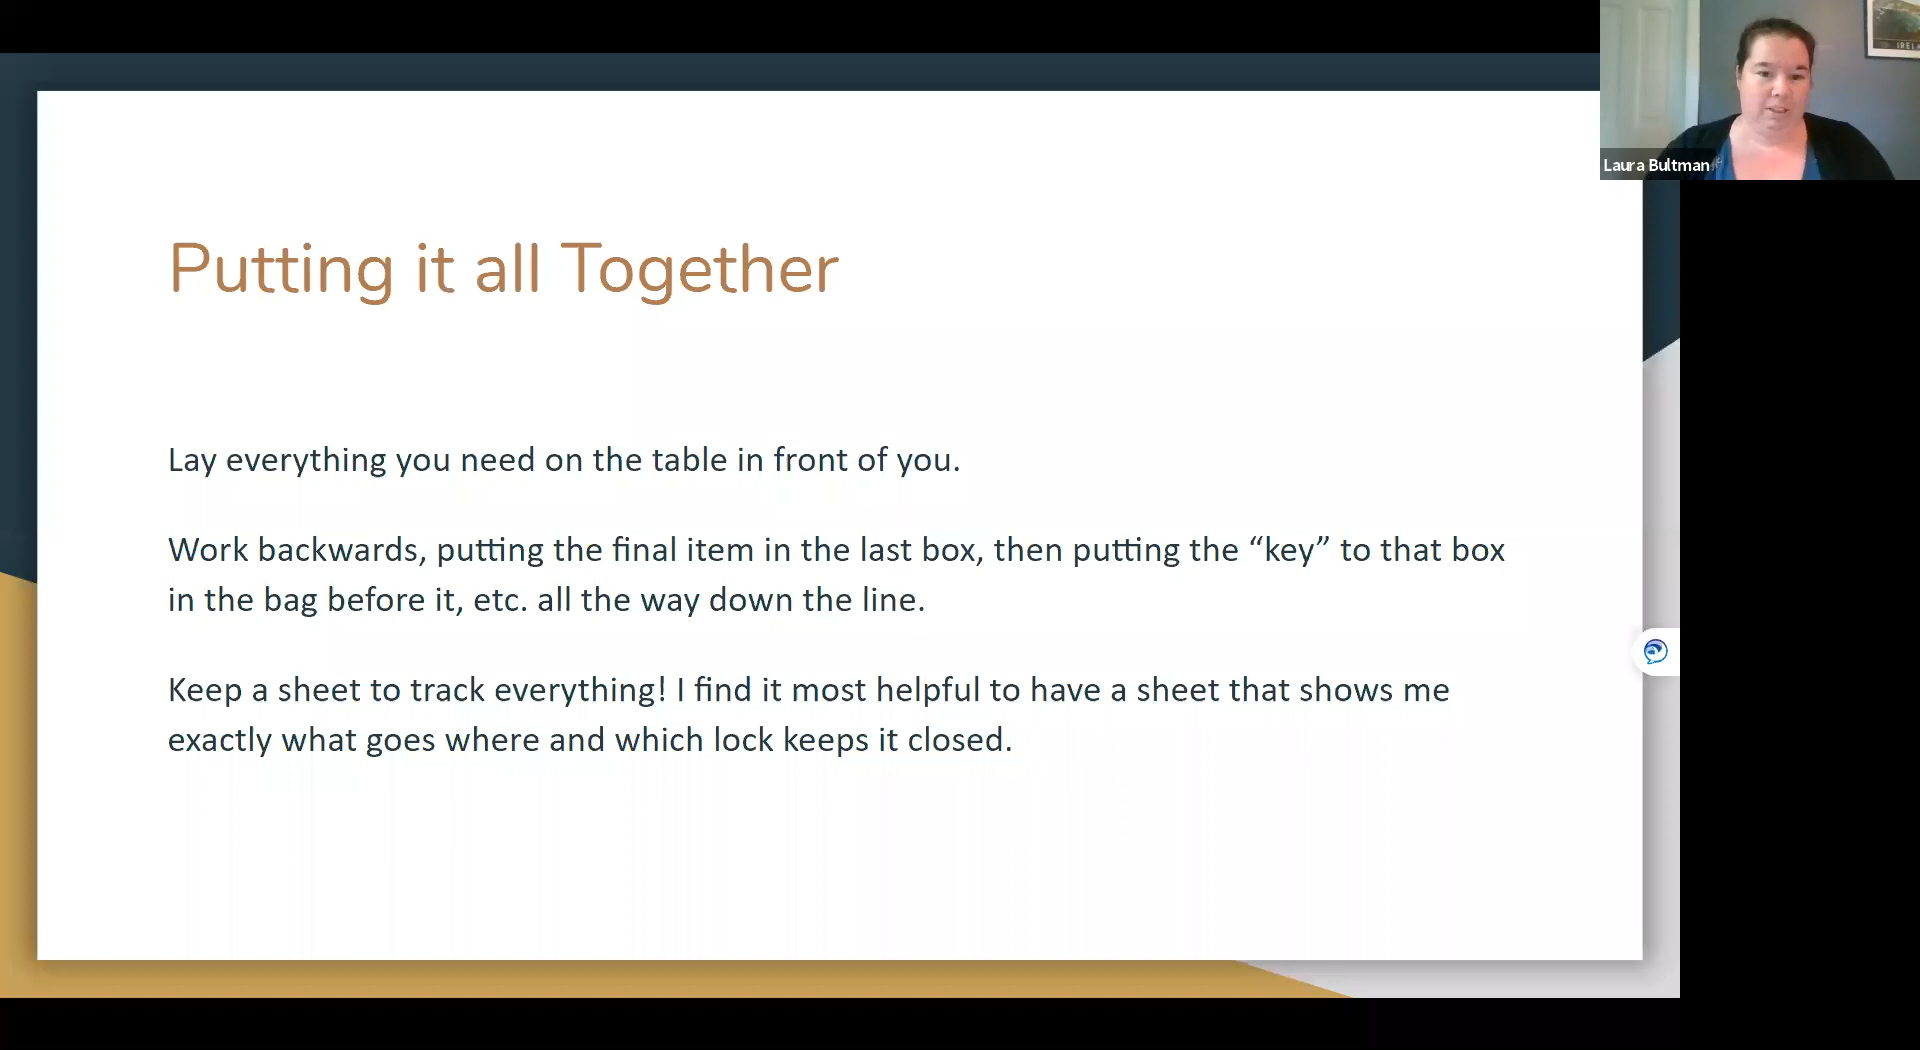 IREL
Laura Bultman
Putting it all Together
Lay everything you need on the table in front of you.
Work backwards, putting the final item in the last box, then putting the “key” to that box
in the bag before it, etc. all the way down the line.
Keep a sheet to track everything! I find it most helpful to have a sheet that shows me
exactly what goes where and which lock keeps it closed.